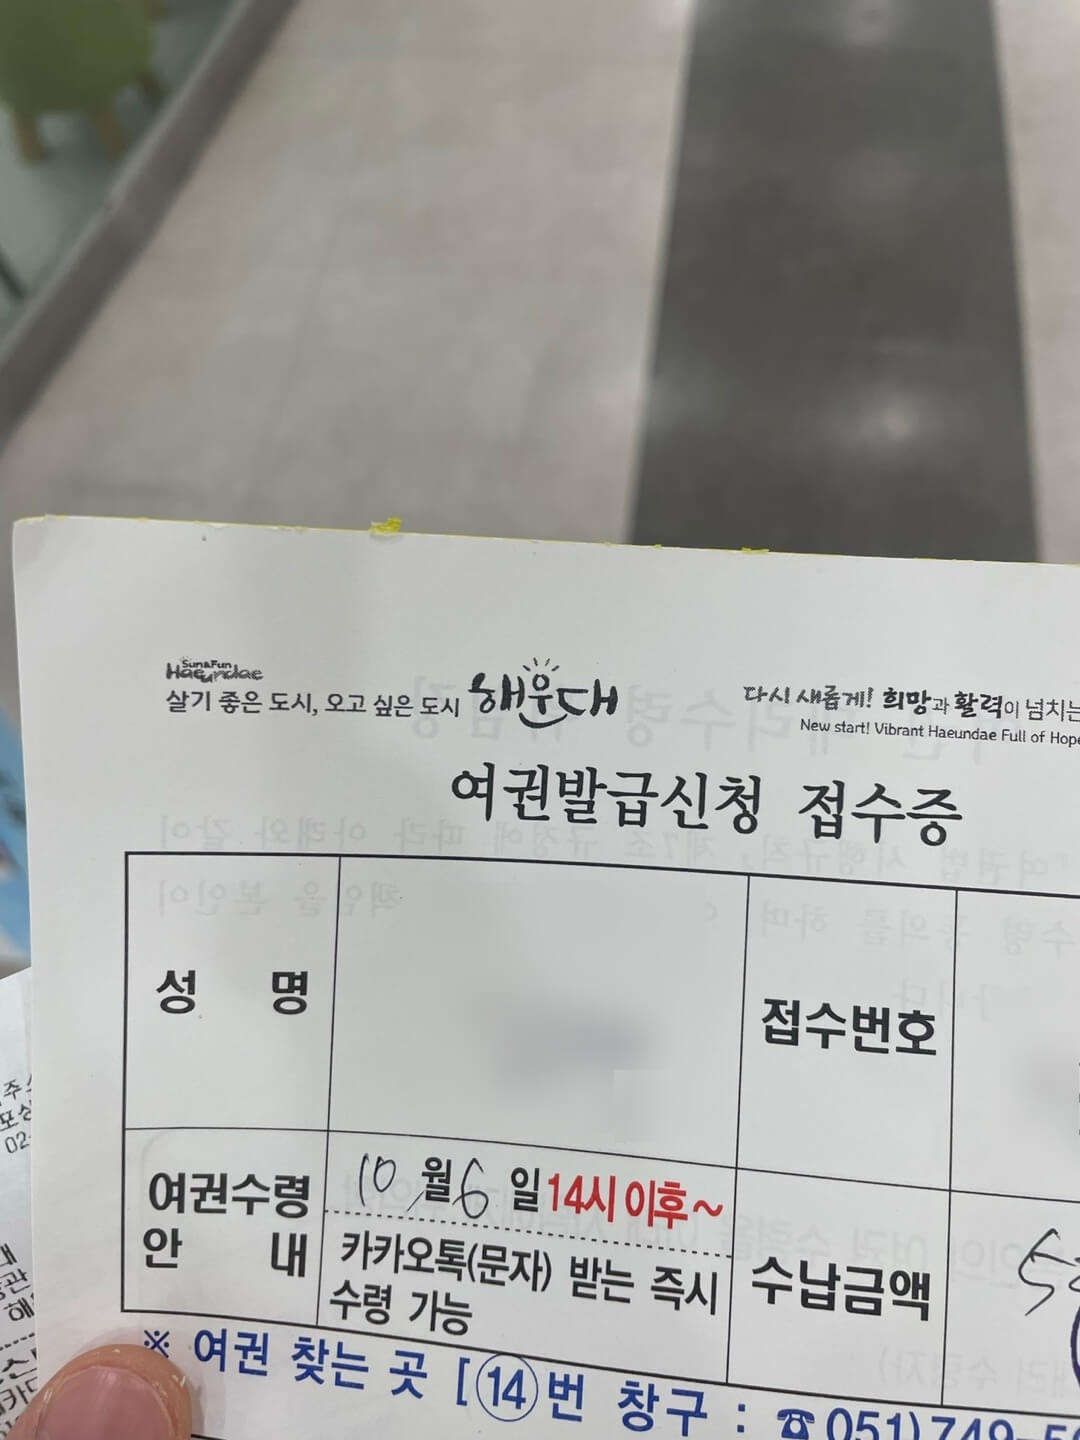 Sun&Fun
Haeundae
살기 좋은 도시, 오고 싶은 도시 해운대
다시 새롭게! 희망과 활력이 넘치는
New start! Vibrant Haeundae Full of Hope
여권발급신청 접수증
성 명
접수번호
여권수령
안 내
10월 6일 14시 이후~
카카오톡(문자) 받는 즉시
수령 가능
수납금액
※ 여권 찾는 곳 [ 14번 창구 : ☎ 051) 749-